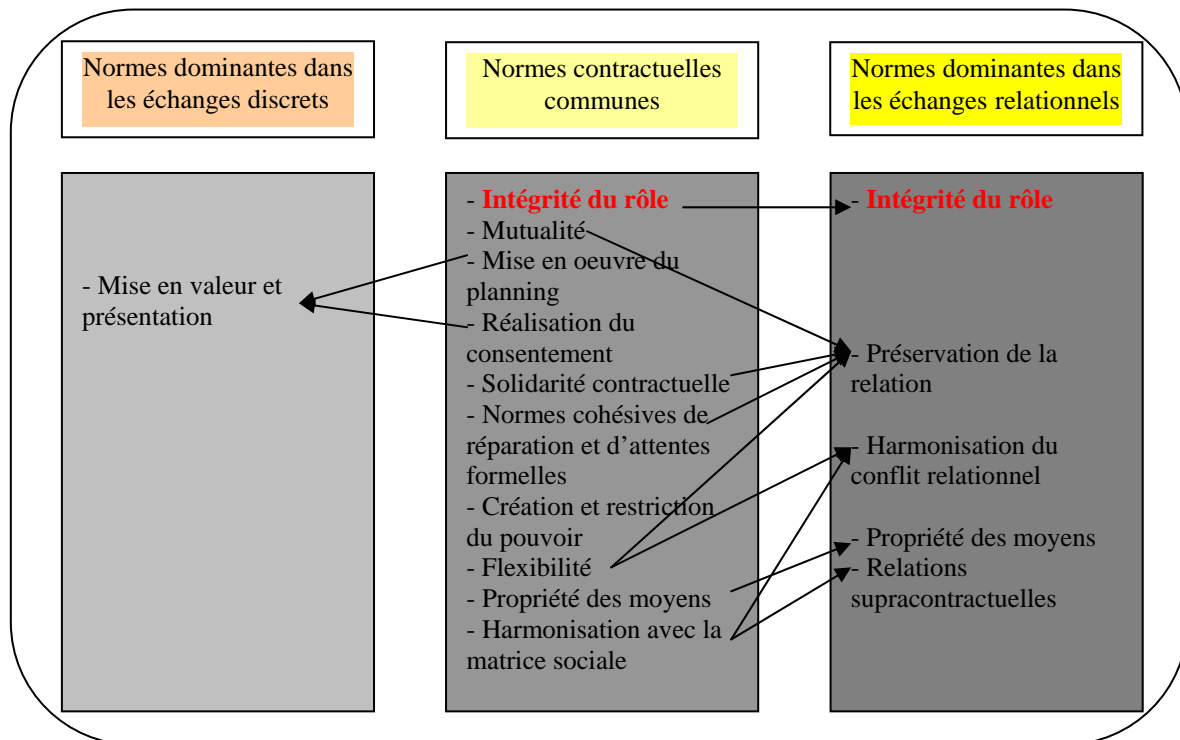 Normes dominantes dans
les échanges discrets
Normes contractuelles
communes
Normes dominantes dans
les échanges relationnels
- Mise en valeur et
présentation
- Intégrité du rôle
- Mutualité
- Mise en oeuvre du
planning
- Réalisation du
consentement
- Solidarité contractuelle
- Normes cohésives de
réparation et d’attentes
formelles
- Création et restriction
du pouvoir
- Flexibilité
- Propriété des moyens
- Harmonisation avec la
matrice sociale
- Intégrité du rôle
- Préservation de la
relation
- Harmonisation du
conflit relationnel
- Propriété des moyens
- Relations
supracontractuelles